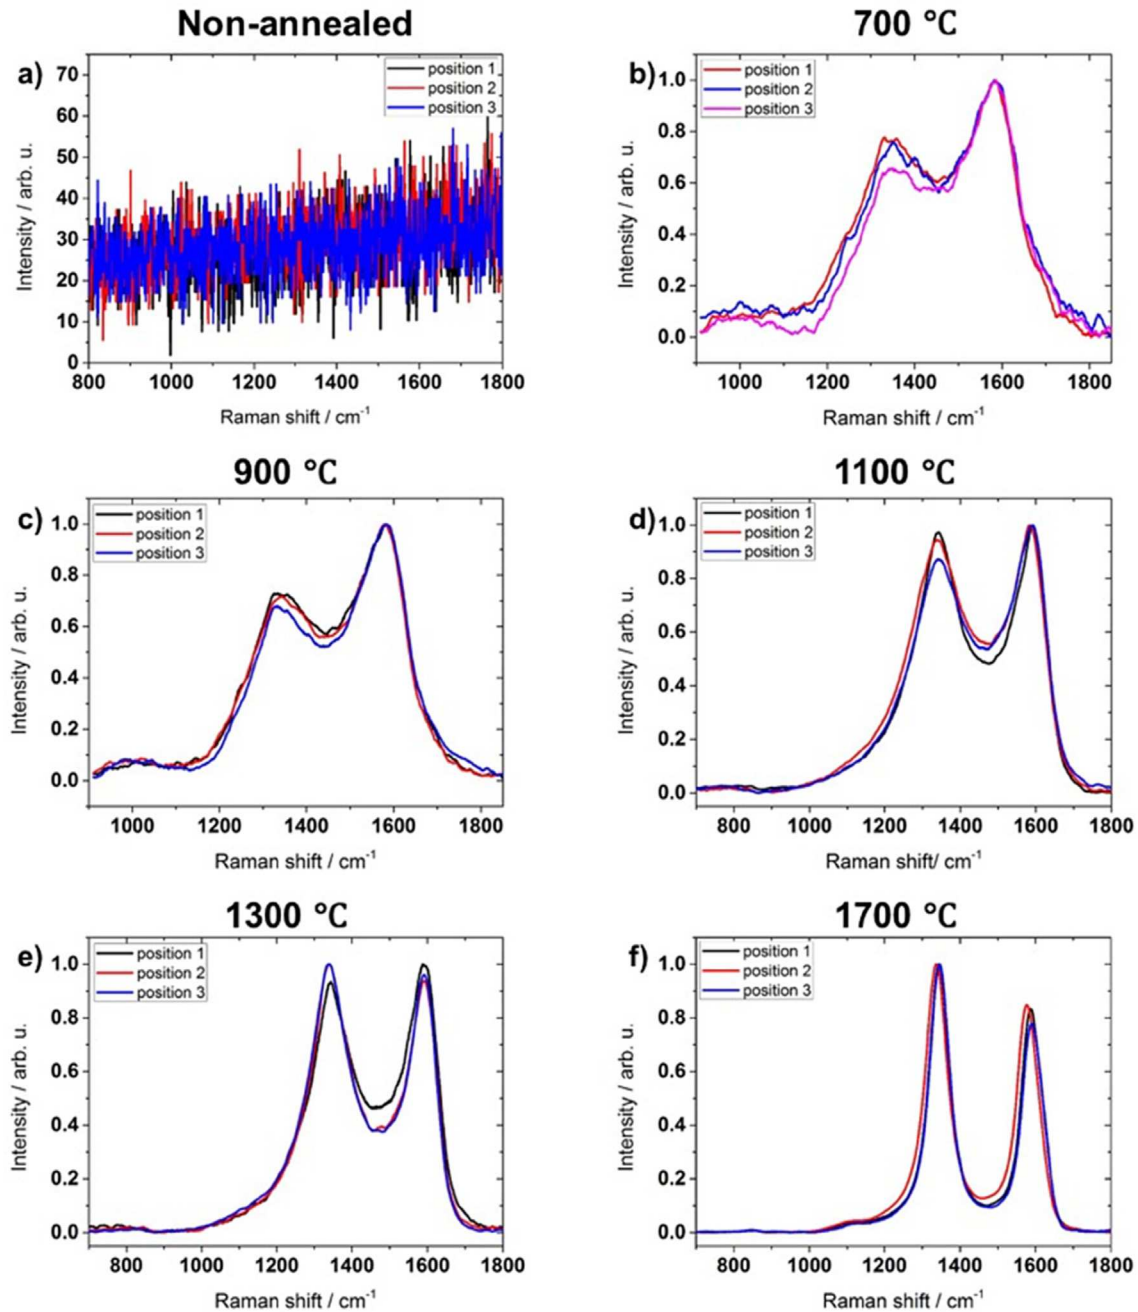 Non-annealed
700 °C
a)
70
60
50
40
30
20
10
0
position 1
position 2
position 3
Intensity / arb. u.
800 1000 1200 1400 1600 1800
Raman shift / cm-1
b)
1.0
0.8
0.6
0.4
0.2
0.0
position 1
position 2
position 3
Intensity / arb. u.
1000 1200 1400 1600 1800
Raman shift / cm-1
900 °C
1100 °C
c)
1.0
0.8
0.6
0.4
0.2
0.0
position 1
position 2
position 3
Intensity / arb. u.
1000 1200 1400 1600 1800
Raman shift / cm-1
d)
1.0
0.8
0.6
0.4
0.2
0.0
position 1
position 2
position 3
Intensity / arb. u.
800 1000 1200 1400 1600 1800
Raman shift/ cm-1
1300 °C
1700 °C
e)
1.0
0.8
0.6
0.4
0.2
0.0
position 1
position 2
position 3
Intensity / arb. u.
800 1000 1200 1400 1600 1800
Raman shift / cm-1
f)
1.0
0.8
0.6
0.4
0.2
0.0
position 1
position 2
position 3
Intensity / arb. u.
800 1000 1200 1400 1600 1800
Raman shift / cm-1